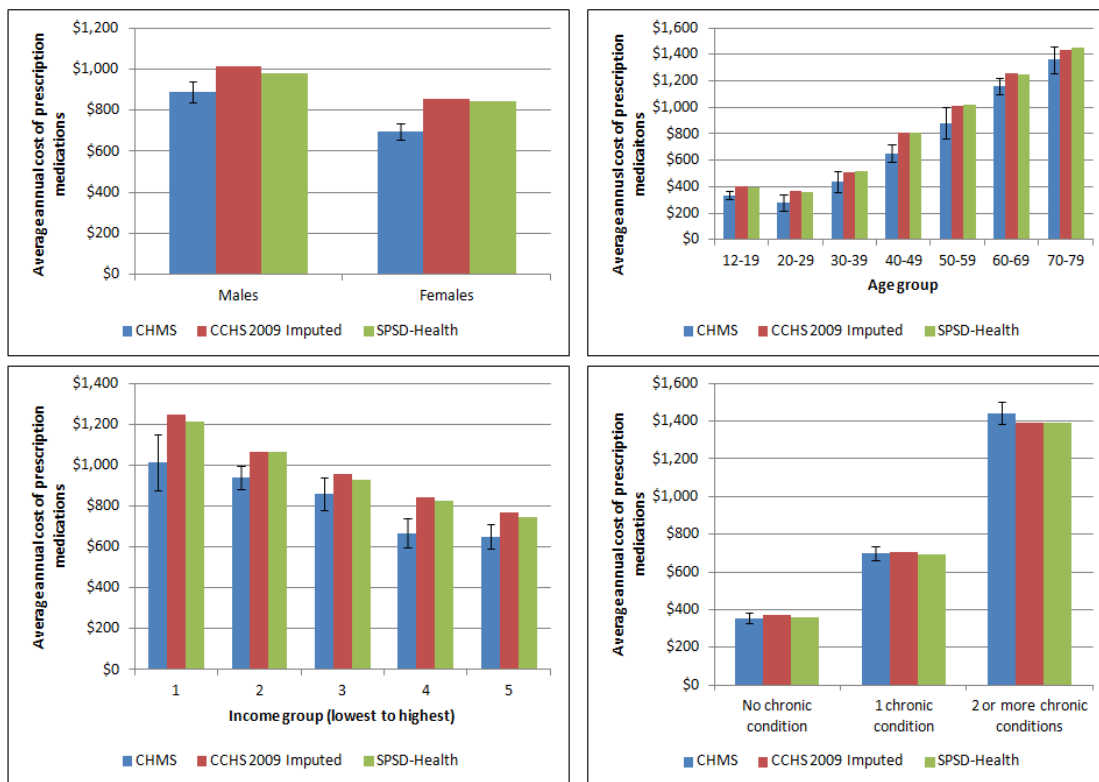 Average annual cost of prescription
medications
$1,200
$1,000
$800
$600
$400
$200
$0
Males Females
CHMS CCHS 2009 Imputed SPSD-Health
Average annual cost of prescription
medicaitons
$1,600
$1,400
$1,200
$1,000
$800
$600
$400
$200
$0
12-19 20-29 30-39 40-49 50-59 60-69 70-79
Age group
CHMS CCHS 2009 Imputed SPSD-Health
Average annual cost of prescription
medications
$1,400
$1,200
$1,000
$800
$600
$400
$200
$0
1 2 3 4 5
Income group (lowest to highest)
CHMS CCHS 2009 Imputed SPSD-Health
Average annual cost of prescription
medications
$1,600
$1,400
$1,200
$1,000
$800
$600
$400
$200
$0
No chronic 1 chronic 2 or more chronic
condition condition conditions
CHMS CCHS 2009 Imputed SPSD-Health